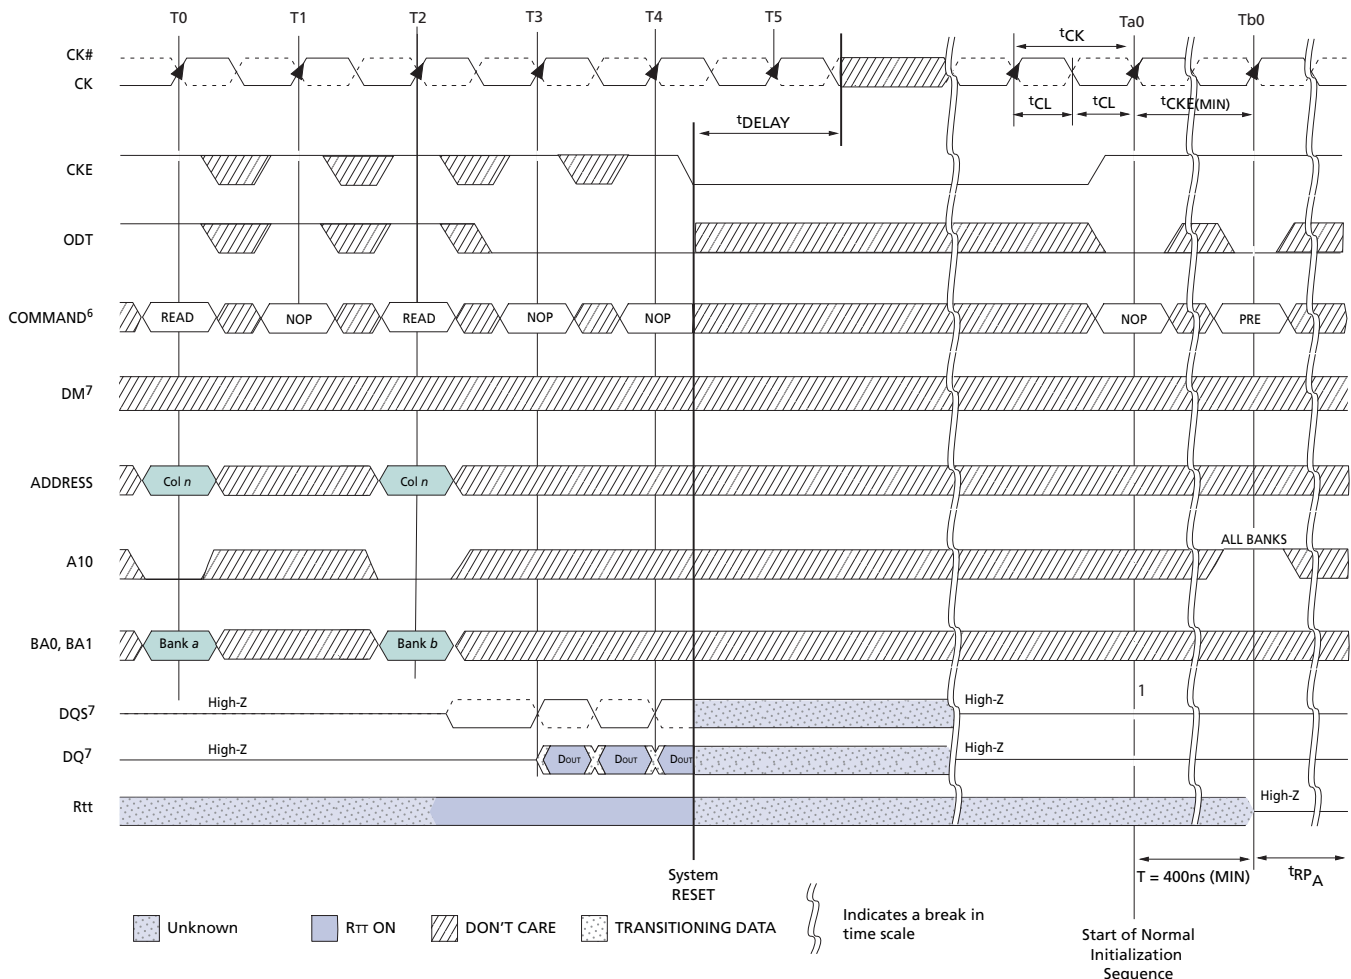 T0 T1 T2 T3 T4 T5 Ta0 Tb0
CK#
CK
tCK
tCL tCL tCKE(MIN)
tDELAY
CKE
ODT
COMMAND6 READ NOP READ NOP NOP NOP PRE
DM7
ADDRESS Col n Col n
A10 ALL BANKS
BA0, BA1 Bank a Bank b
DQS7 High-Z High-Z 1
DQ7 High-Z DOUT DOUT DOUT High-Z
Rtt High-Z
System
RESET
T = 400ns (MIN) tRPA
Unknown RTT ON DON'T CARE TRANSITIONING DATA
Indicates a break in
time scale
Start of Normal
Initialization
Sequence